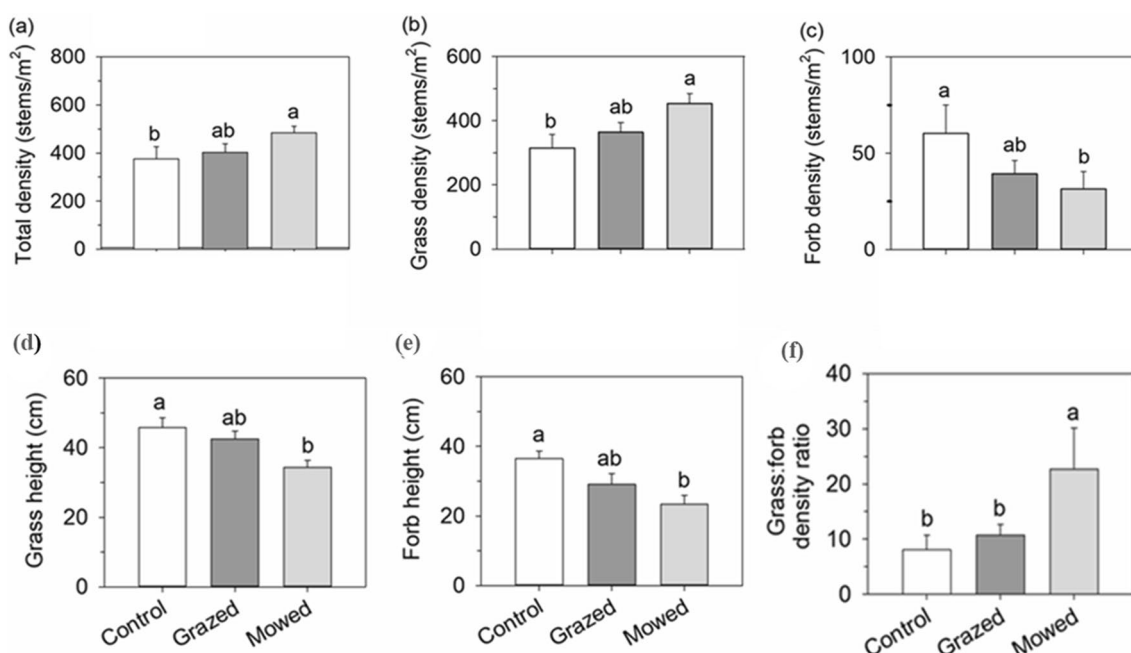 (a)
Total density (stems/m²)
800
600
400
200
0
b
ab
a
(b)
Grass density (stems/m²)
600
400
200
0
b
ab
a
(c)
Forb density (stems/m²)
100
50
0
a
ab
b
(d)
Grass height (cm)
60
40
20
0
a
ab
b
Control
Grazed
Mowed
(e)
Forb height (cm)
60
40
20
0
a
ab
b
Control
Grazed
Mowed
(f)
Grass:forb
density ratio
40
30
20
10
0
b
b
a
Control
Grazed
Mowed